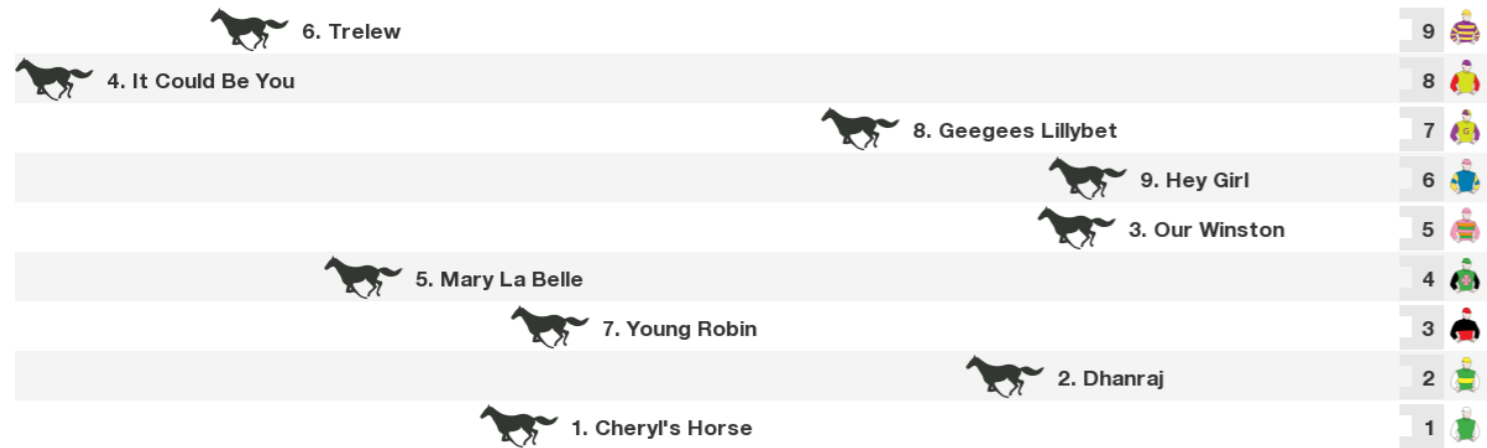 6. Trelew 9
4. It Could Be You 8
8. Geegees Lillybet 7 G
9. Hey Girl 6
3. Our Winston 5
5. Mary La Belle 4
7. Young Robin 3
2. Dhanraj 2
1. Cheryl's Horse 1